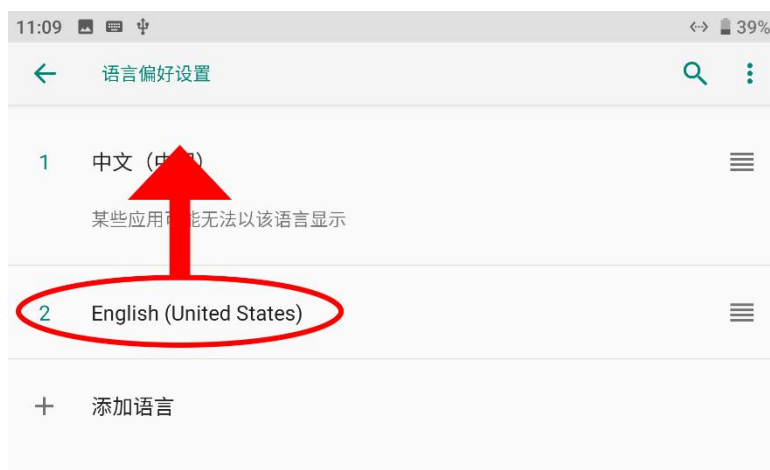 11:09 39%
语言偏好设置
1 中文
某些应用 能无法以该语言显示
2 English (United States)
添加语言